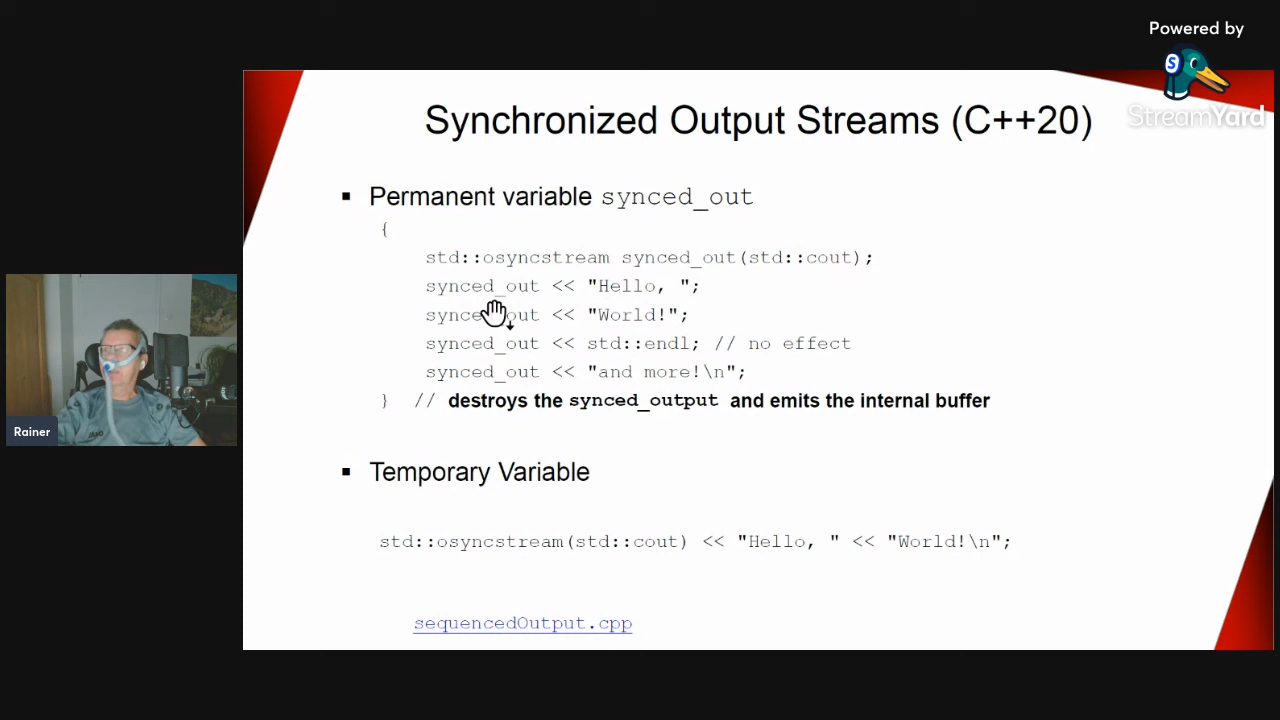 Powered by
StreamYard
Synchronized Output Streams (C++20)
▪ Permanent variable synced_out
{
std::osyncstream synced_out(std::cout);
synced_out << "Hello, ";
synced_out << "World!";
synced_out << std::endl; // no effect
synced_out << "and more!\n";
} // destroys the synced_output and emits the internal buffer
▪ Temporary Variable
std::osyncstream(std::cout) << "Hello, " << "World!\n";
sequencedOutput.cpp
Rainer